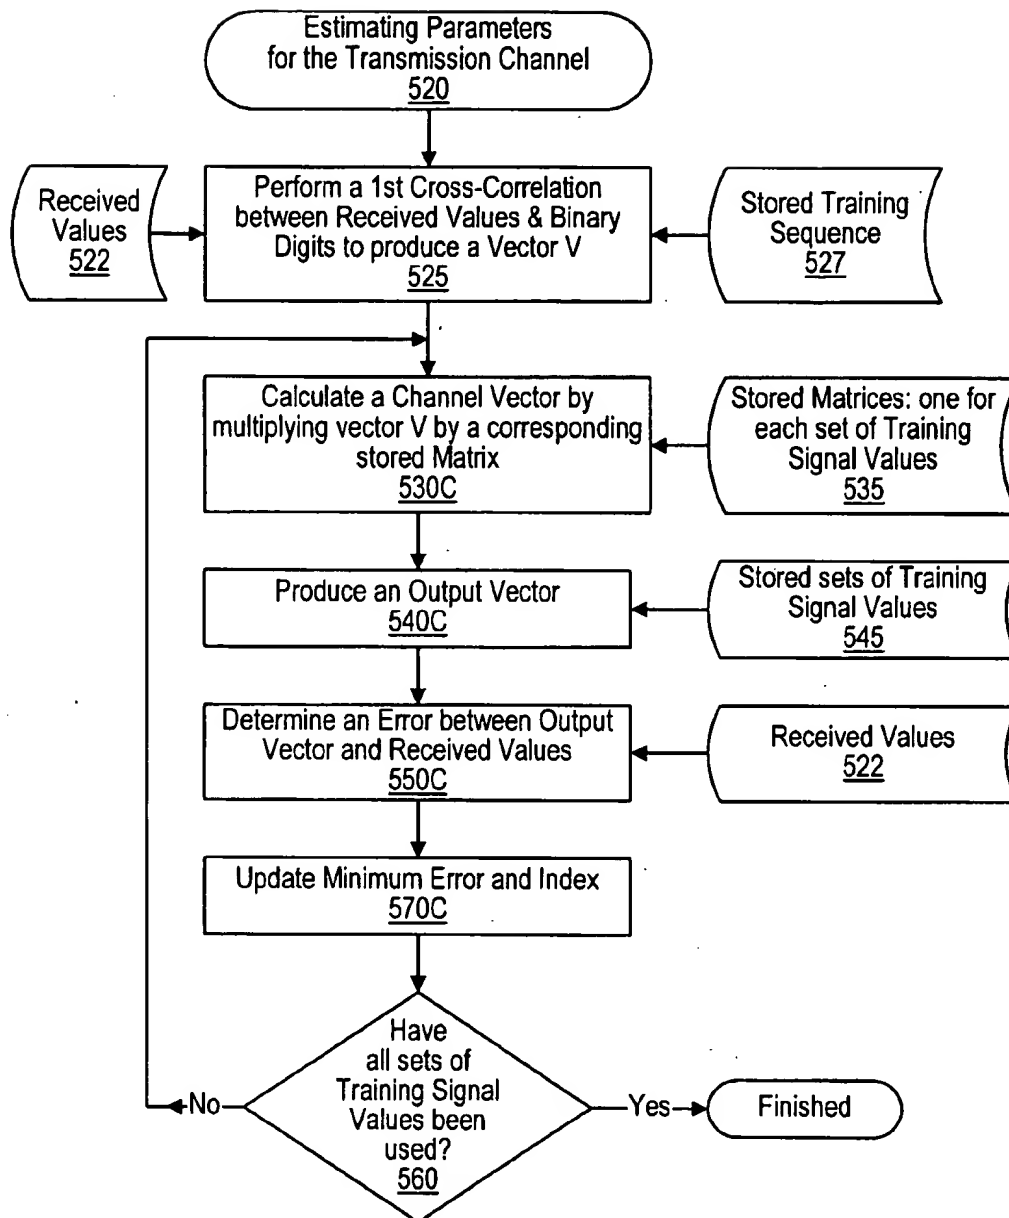 Estimating Parameters
for the Transmission Channel
520
Received
Values
522
Perform a 1st Cross-Correlation
between Received Values & Binary
Digits to produce a Vector V
525
Stored Training
Sequence
527
Calculate a Channel Vector by
multiplying vector V by a corresponding
stored Matrix
530C
Stored Matrices: one for
each set of Training
Signal Values
535
Produce an Output Vector
540C
Stored sets of Training
Signal Values
545
Determine an Error between Output
Vector and Received Values
550C
Received Values
522
Update Minimum Error and Index
570C
Have
all sets of
Training Signal
Values been
used?
560
No
Yes
Finished